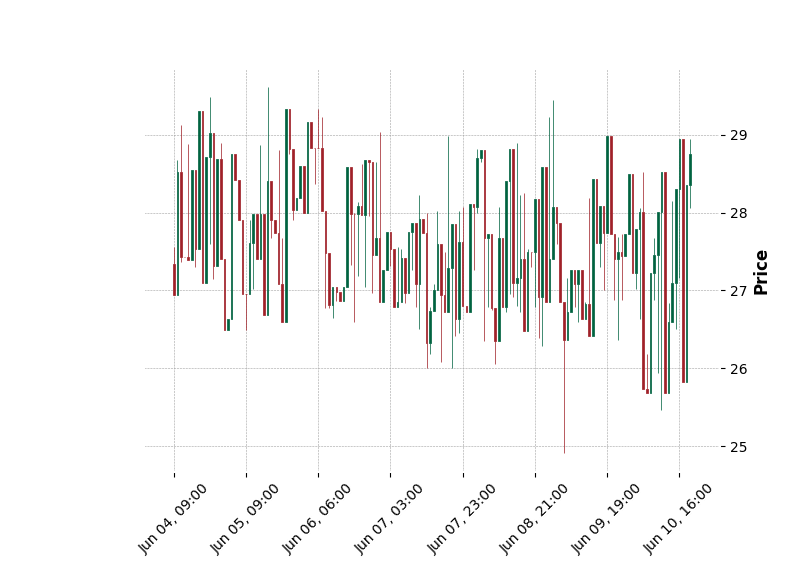 29
28
27
26
25
Price
Jun 04, 09:00
Jun 05, 09:00
Jun 06, 06:00
Jun 07, 03:00
Jun 07, 23:00
Jun 08, 21:00
Jun 09, 19:00
Jun 10, 16:00